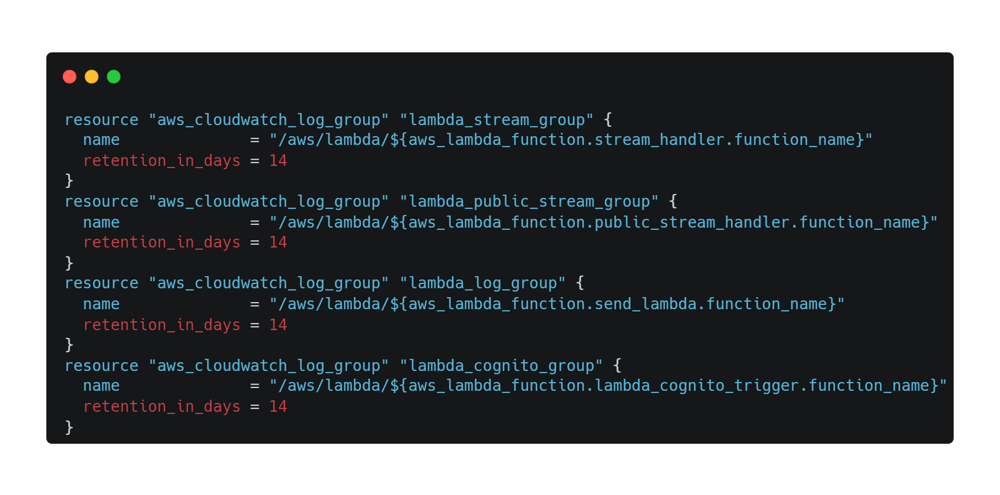 resource "aws_cloudwatch_log_group" "lambda_stream_group" {
  name              = "/aws/lambda/${aws_lambda_function.stream_handler.function_name}"
  retention_in_days = 14
}
resource "aws_cloudwatch_log_group" "lambda_public_stream_group" {
  name              = "/aws/lambda/${aws_lambda_function.public_stream_handler.function_name}"
  retention_in_days = 14
}
resource "aws_cloudwatch_log_group" "lambda_log_group" {
  name              = "/aws/lambda/${aws_lambda_function.send_lambda.function_name}"
  retention_in_days = 14
}
resource "aws_cloudwatch_log_group" "lambda_cognito_group" {
  name              = "/aws/lambda/${aws_lambda_function.lambda_cognito_trigger.function_name}"
  retention_in_days = 14
}